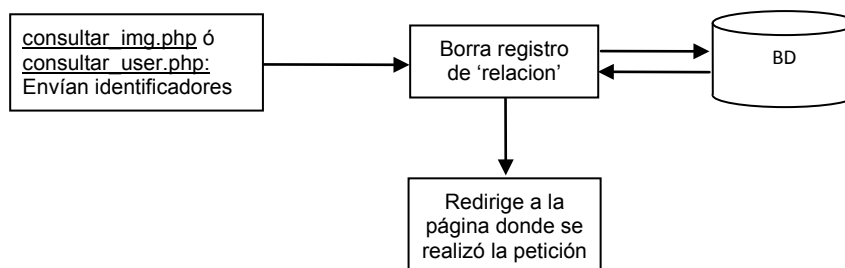 consultar_img.php ó
consultar_user.php:
Envían identificadores
Borra registro
de ‘relacion’
BD
Redirige a la
página donde se
realizó la petición